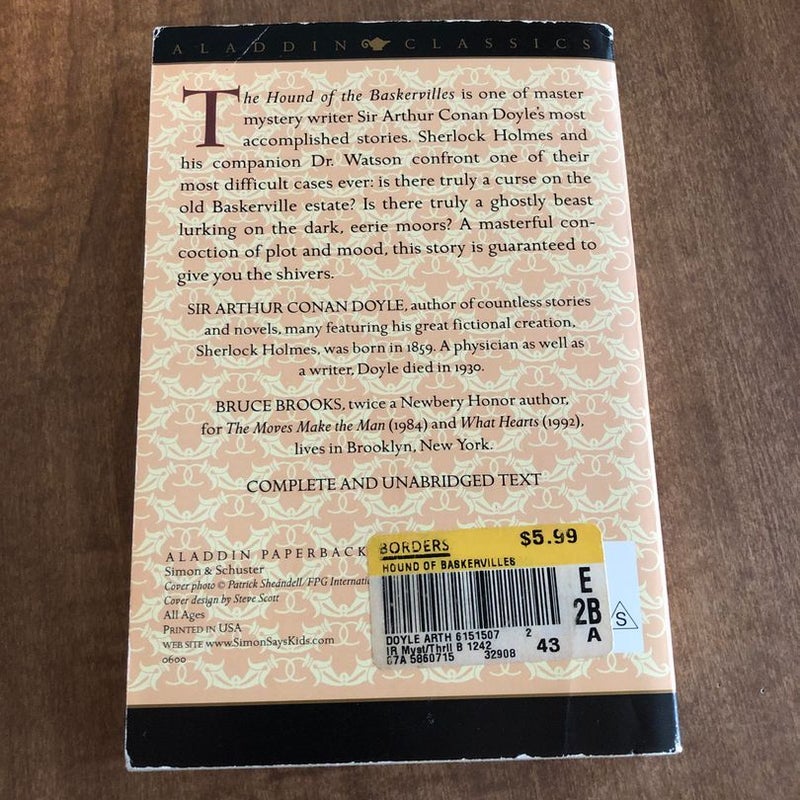 ALADDIN CLASSICS
The Hound of the Baskervilles is one of master
mystery writer Sir Arthur Conan Doyle's most
accomplished stories. Sherlock Holmes and
his companion Dr. Watson confront one of their
most difficult cases ever: is there truly a curse on the
old Baskerville estate? Is there truly a ghostly beast
lurking on the dark, eerie moors? A masterful con-
coction of plot and mood, this story is guaranteed to
give you the shivers.
SIR ARTHUR CONAN DOYLE, author of countless stories
and novels, many featuring his great fictional creation,
Sherlock Holmes, was born in 1859. A physician as well as
a writer, Doyle died in 1930.
BRUCE BROOKS, twice a Newbery Honor author,
for The Moves Make the Man (1984) and What Hearts (1992),
lives in Brooklyn, New York.
COMPLETE AND UNABRIDGED TEXT
ALADDIN PAPERBACK
Simon & Schuster
Cover photo © Patrick Sheándell/FPG Internatio
Cover design by Steve Scott
All Ages
PRINTED IN USA
WEB SITE www.SimonSaysKids.com
0600
BORDERS $5.99
HOUND OF BASKERVILLES
E
2B
A
S
DOYLE ARTH 6151507 2
IR Myst/Thril B 1242 43
07A 5860715 32908